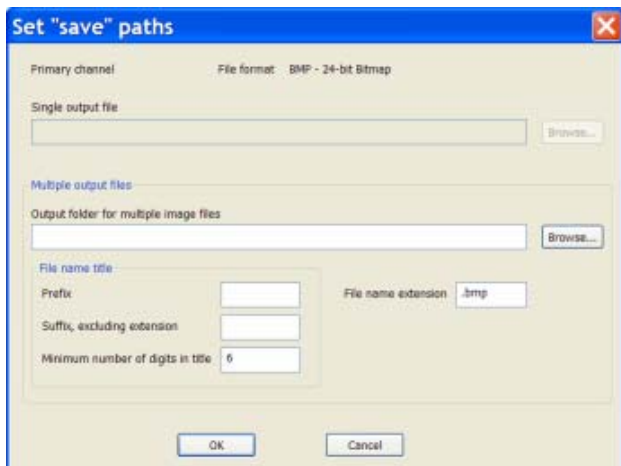 Set "save" paths
Primary channel File format BMP - 24-bit Bitmap
Single output file
Browse...
Multiple output files
Output folder for multiple image files
Browse...
File name title
Prefix File name extension .bmp
Suffix, excluding extension
Minimum number of digits in title 6
OK Cancel